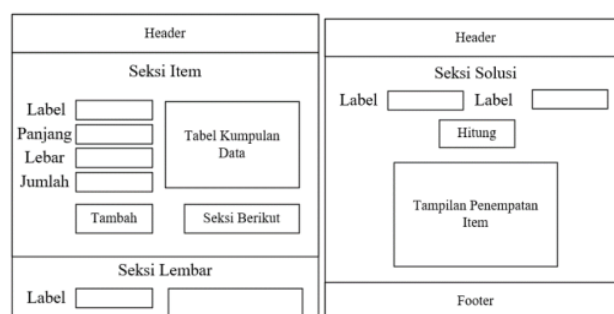 Header
Seksi Item
Label
Panjang
Lebar
Jumlah
Tabel Kumpulan
Data
Tambah
Seksi Berikut
Seksi Lembar
Label
Header
Seksi Solusi
Label
Label
Hitung
Tampilan Penempatan
Item
Footer